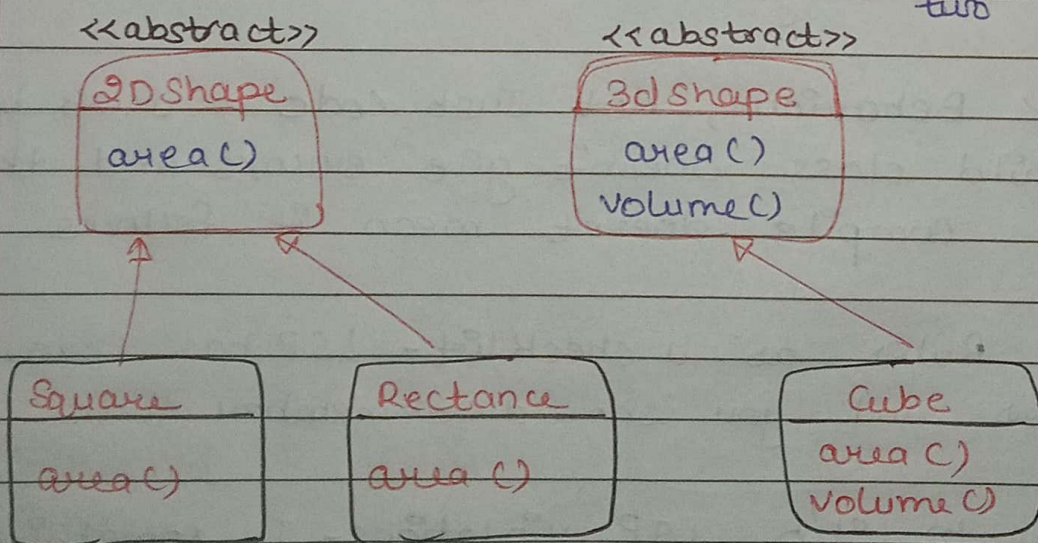 two
<<abstract>> <<abstract>>
2D Shape 3d shape
area() area()
volume()
Square Rectance Cube
area() area() area()
volume()